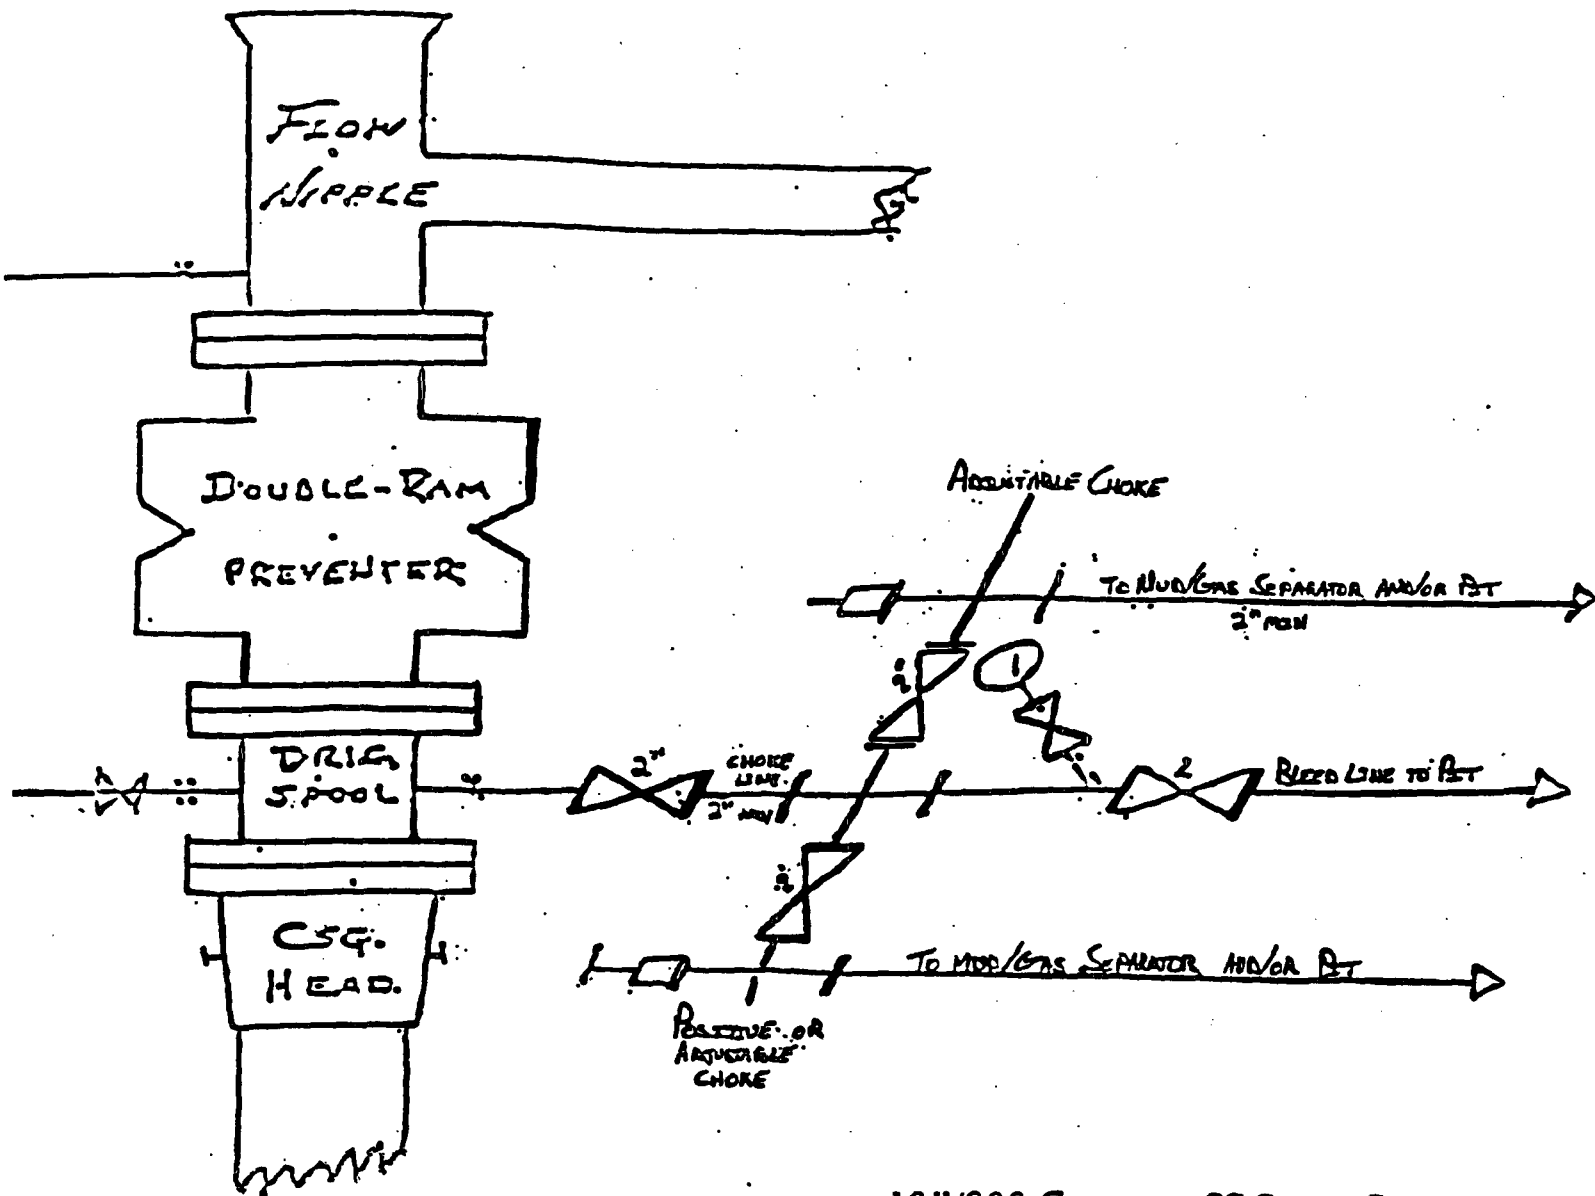 FLOW
NIPPLE
DOUBLE-RAM
PREVENTER
ADJUSTABLE CHOKE
TO MUD/GAS SEPARATOR AND/OR PIT
2" MIN
2"
1
DRLG
SPOOL
2"
CHOKE
LINE
2" MIN
2
BLEED LINE TO PIT
2"
CSG.
HEAD.
TO MUD/GAS SEPARATOR AND/OR PIT
POSITIVE OR
ADJUSTABLE
CHOKE